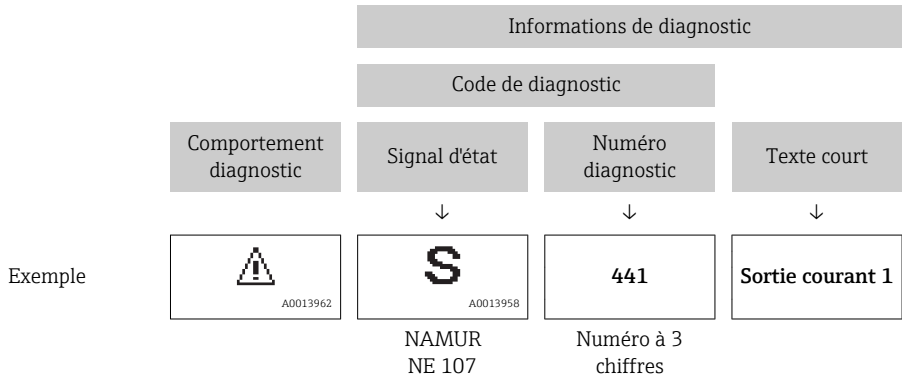 Informations de diagnostic
Code de diagnostic
Comportement
diagnostic
Signal d'état
Numéro
diagnostic
Texte court
↓ ↓ ↓
Exemple
A0013962
S
A0013958
441
Sortie courant 1
NAMUR
NE 107
Numéro à 3
chiffres